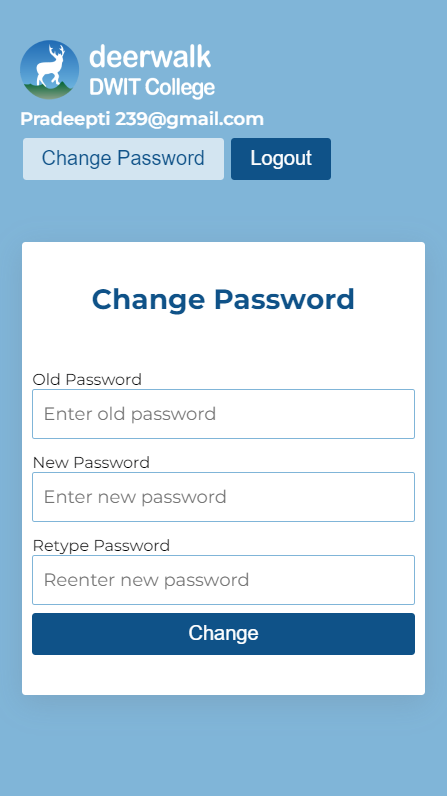 deerwalk
DWIT College
Pradeepti 239@gmail.com
Change Password Logout
Change Password
Old Password
Enter old password
New Password
Enter new password
Retype Password
Reenter new password
Change